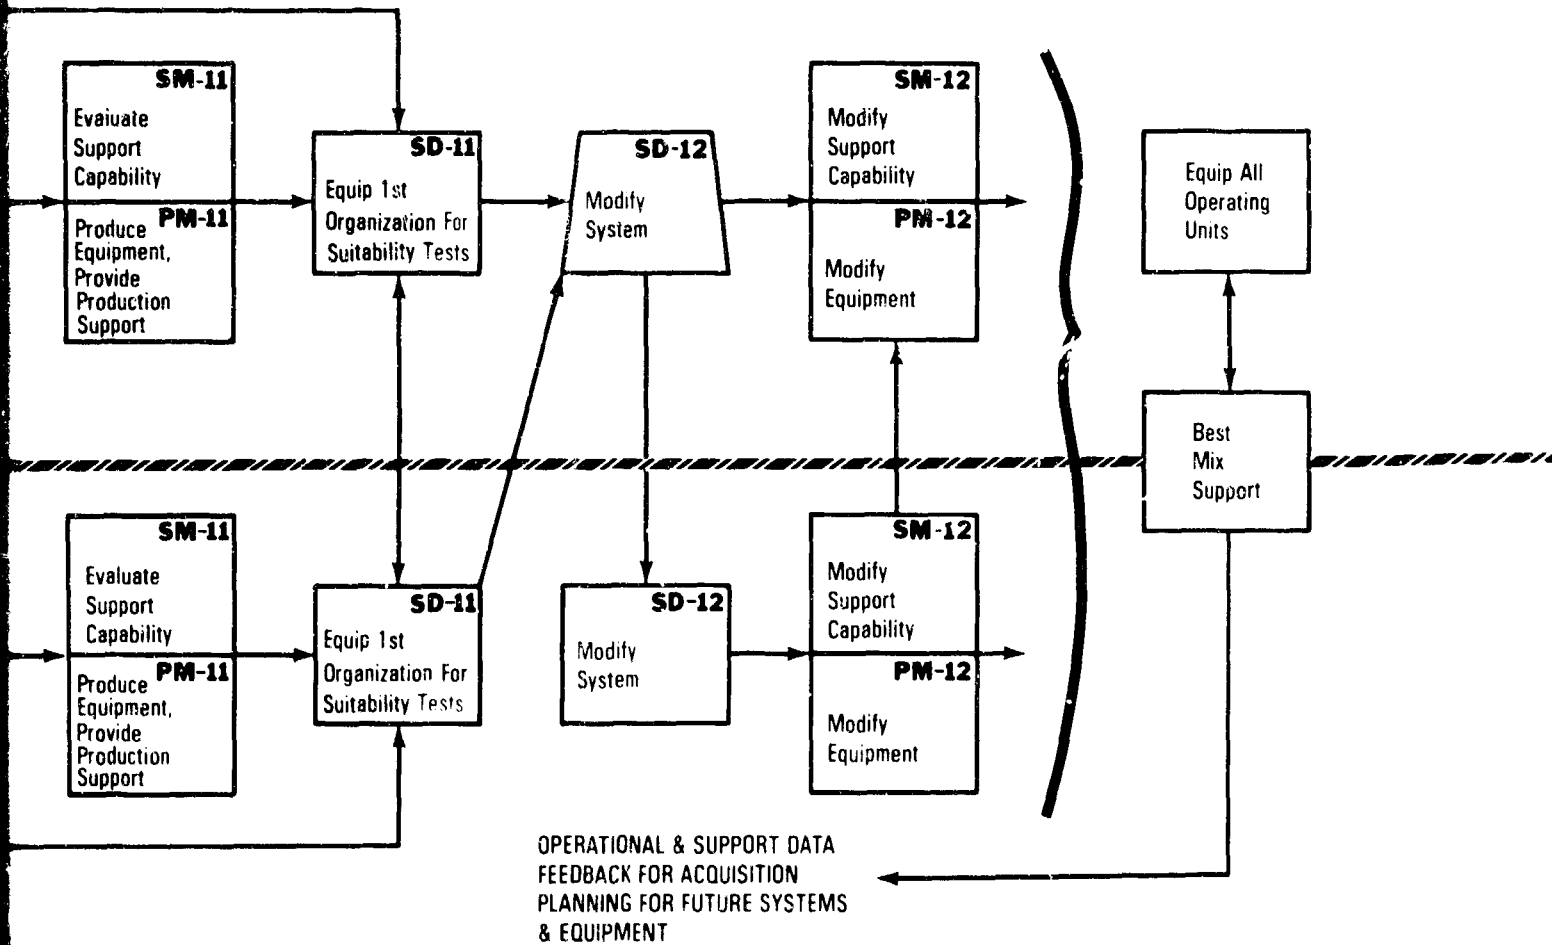 SM-11
Evaluate
Support
Capability
PM-11
Produce
Equipment,
Provide
Production
Support
SD-11
Equip 1st
Organization For
Suitability Tests
SD-12
Modify
System
SM-12
Modify
Support
Capability
PM-12
Modify
Equipment
Equip All
Operating
Units
Best
Mix
Support
SM-11
Evaluate
Support
Capability
PM-11
Produce
Equipment,
Provide
Production
Support
SD-11
Equip 1st
Organization For
Suitability Tests
SD-12
Modify
System
SM-12
Modify
Support
Capability
PM-12
Modify
Equipment
OPERATIONAL & SUPPORT DATA
FEEDBACK FOR ACQUISITION
PLANNING FOR FUTURE SYSTEMS
& EQUIPMENT